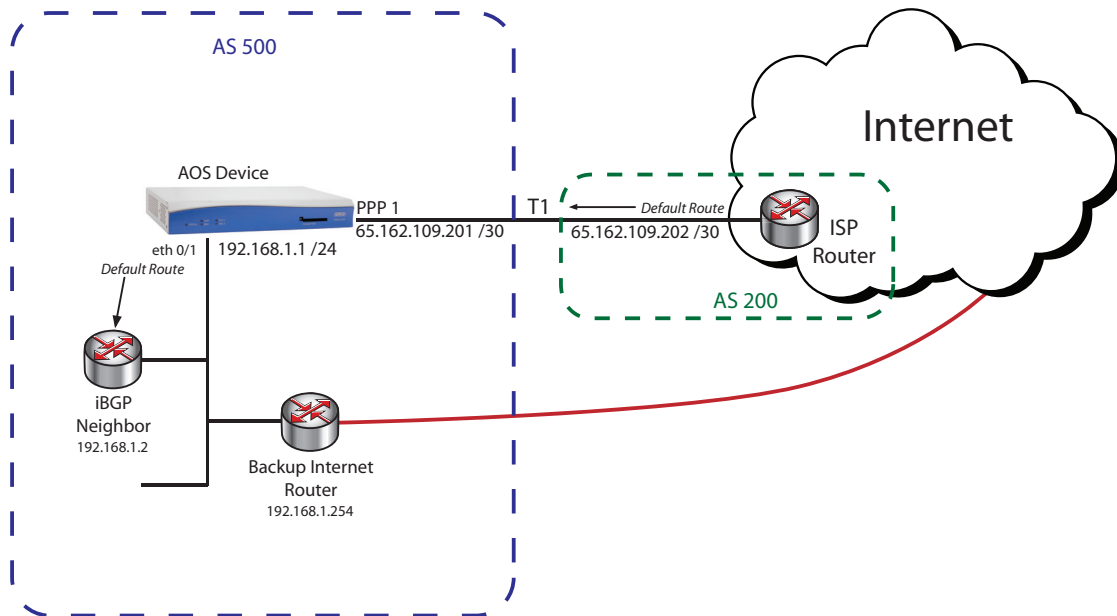 AS 500
Internet
AOS Device
PPP 1
T1
Default Route
65.162.109.201 /30
65.162.109.202 /30
ISP
Router
eth 0/1
192.168.1.1 /24
Default Route
AS 200
iBGP
Neighbor
192.168.1.2
Backup Internet
Router
192.168.1.254